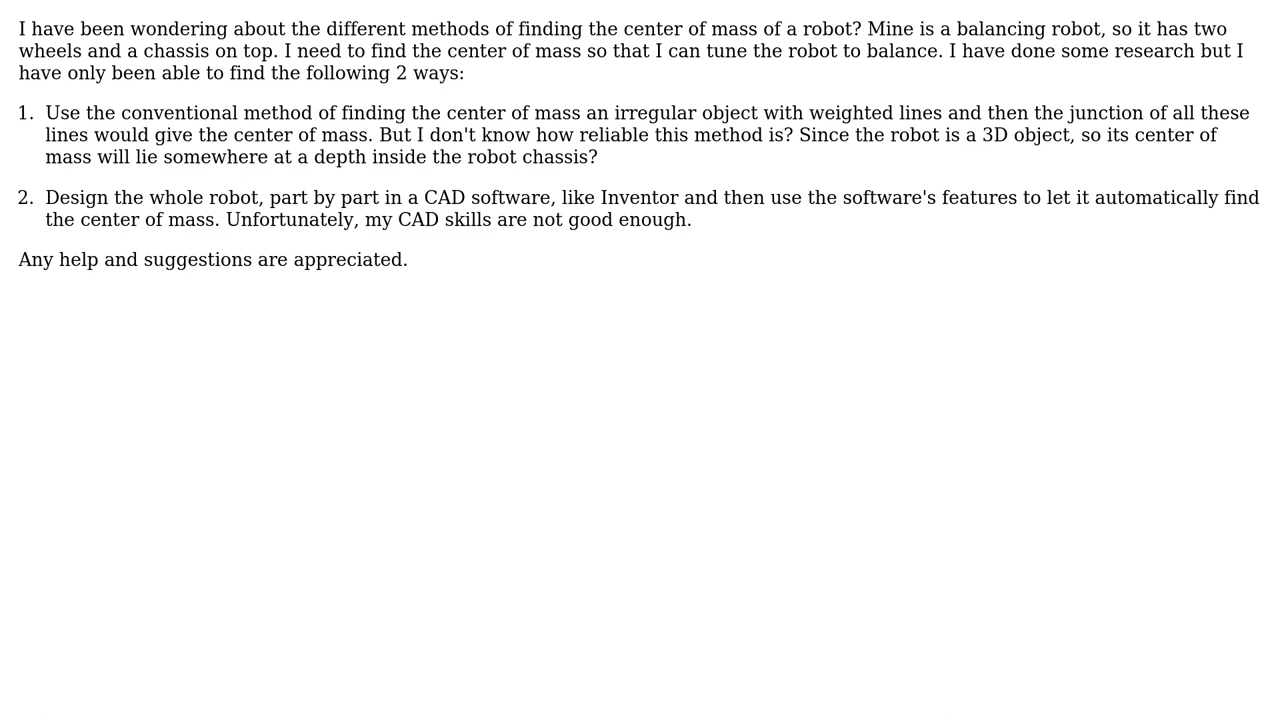 I have been wondering about the different methods of finding the center of mass of a robot? Mine is a balancing robot, so it has two
wheels and a chassis on top. I need to find the center of mass so that I can tune the robot to balance. I have done some research but I
have only been able to find the following 2 ways:
1. Use the conventional method of finding the center of mass an irregular object with weighted lines and then the junction of all these
lines would give the center of mass. But I don't know how reliable this method is? Since the robot is a 3D object, so its center of
mass will lie somewhere at a depth inside the robot chassis?
2. Design the whole robot, part by part in a CAD software, like Inventor and then use the software's features to let it automatically find
the center of mass. Unfortunately, my CAD skills are not good enough.
Any help and suggestions are appreciated.